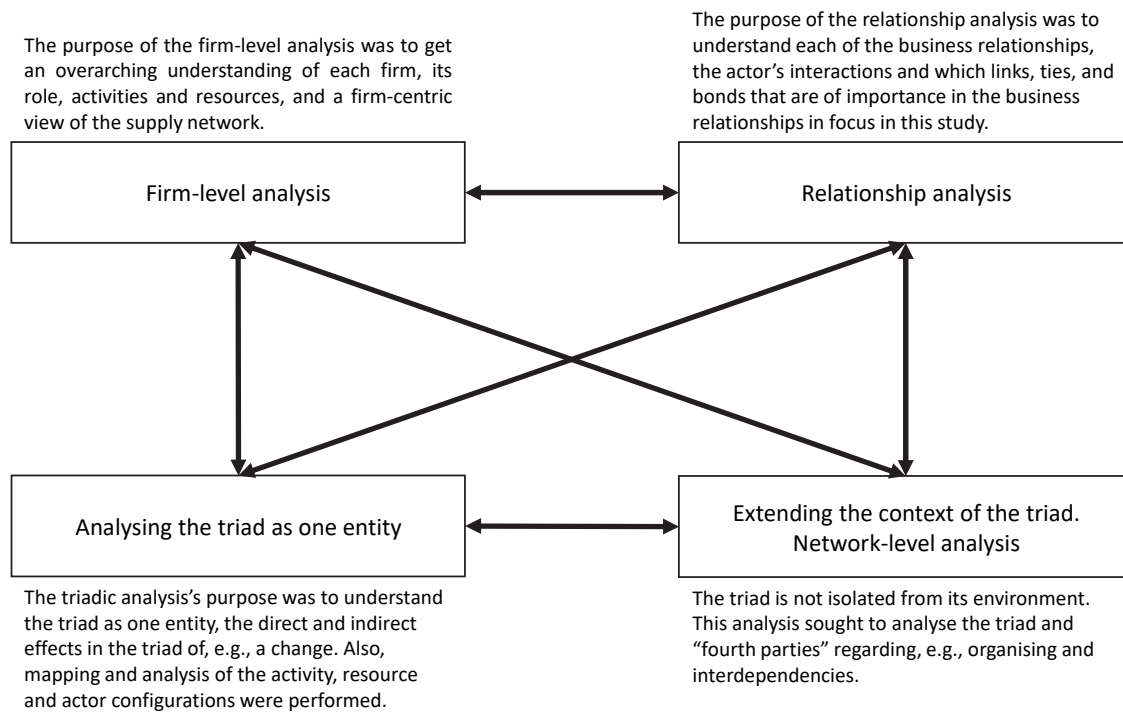 The purpose of the firm-level analysis was to get
an overarching understanding of each firm, its
role, activities and resources, and a firm-centric
view of the supply network.
The purpose of the relationship analysis was to
understand each of the business relationships,
the actor’s interactions and which links, ties, and
bonds that are of importance in the business
relationships in focus in this study.
Firm-level analysis
Relationship analysis
Analysing the triad as one entity
Extending the context of the triad.
Network-level analysis
The triadic analysis’s purpose was to understand
the triad as one entity, the direct and indirect
effects in the triad of, e.g., a change. Also,
mapping and analysis of the activity, resource
and actor configurations were performed.
The triad is not isolated from its environment.
This analysis sought to analyse the triad and
“fourth parties” regarding, e.g., organising and
interdependencies.